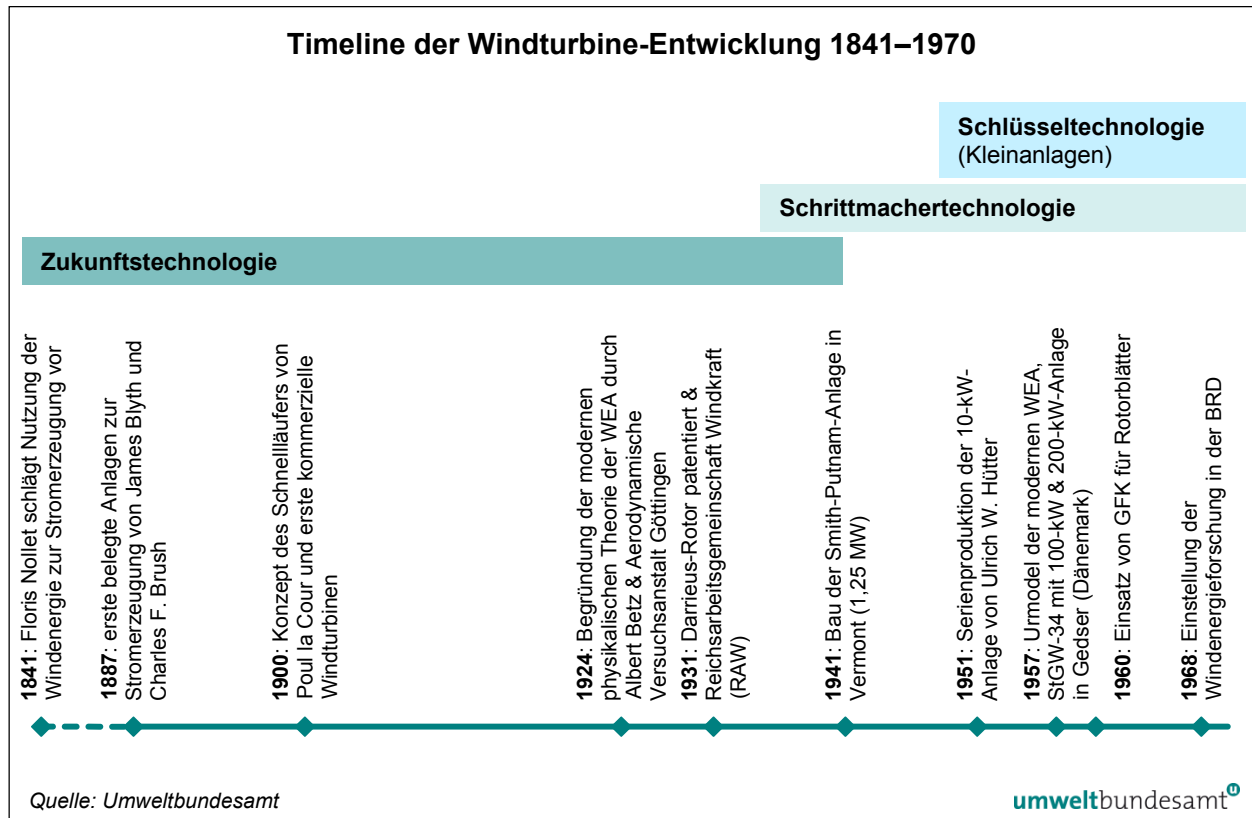 Timeline der Windturbine-Entwicklung 1841–1970
Schlüsseltechnologie
(Kleinanlagen)
Schrittmachertechnologie
Zukunftstechnologie
1841: Floris Nollet schlägt Nutzung der
Windenergie zur Stromerzeugung vor
1887: erste belegte Anlagen zur
Stromerzeugung von James Blyth und
Charles F. Brush
1900: Konzept des Schnelläufers von
Poul la Cour und erste kommerzielle
Windturbinen
1924: Begründung der modernen
physikalischen Theorie der WEA durch
Albert Betz & Aerodynamische
Versuchsanstalt Göttingen
1931: Darrieus-Rotor patentiert &
Reichsarbeitsgemeinschaft Windkraft
(RAW)
1941: Bau der Smith-Putnam-Anlage in
Vermont (1,25 MW)
1951: Serienproduktion der 10-kW-
Anlage von Ulrich W. Hütter
1957: Urmodel der modernen WEA,
StGW-34 mit 100-kW & 200-kW-Anlage
in Gedser (Dänemark)
1960: Einsatz von GFK für Rotorblätter
1968: Einstellung der
Windenergieforschung in der BRD
Quelle: Umweltbundesamt
umweltbundesamt
u